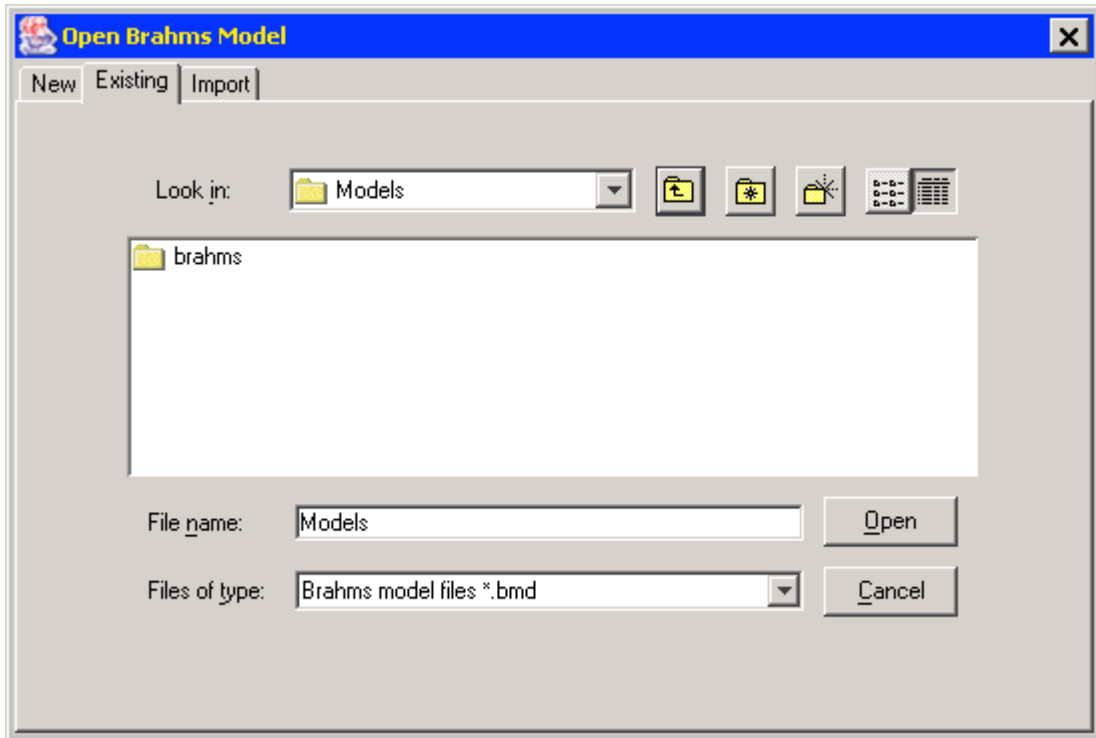 Open Brahms Model
New Existing Import
Look in: Models
brahms
File name: Models Open
Files of type: Brahms model files *.bmd Cancel